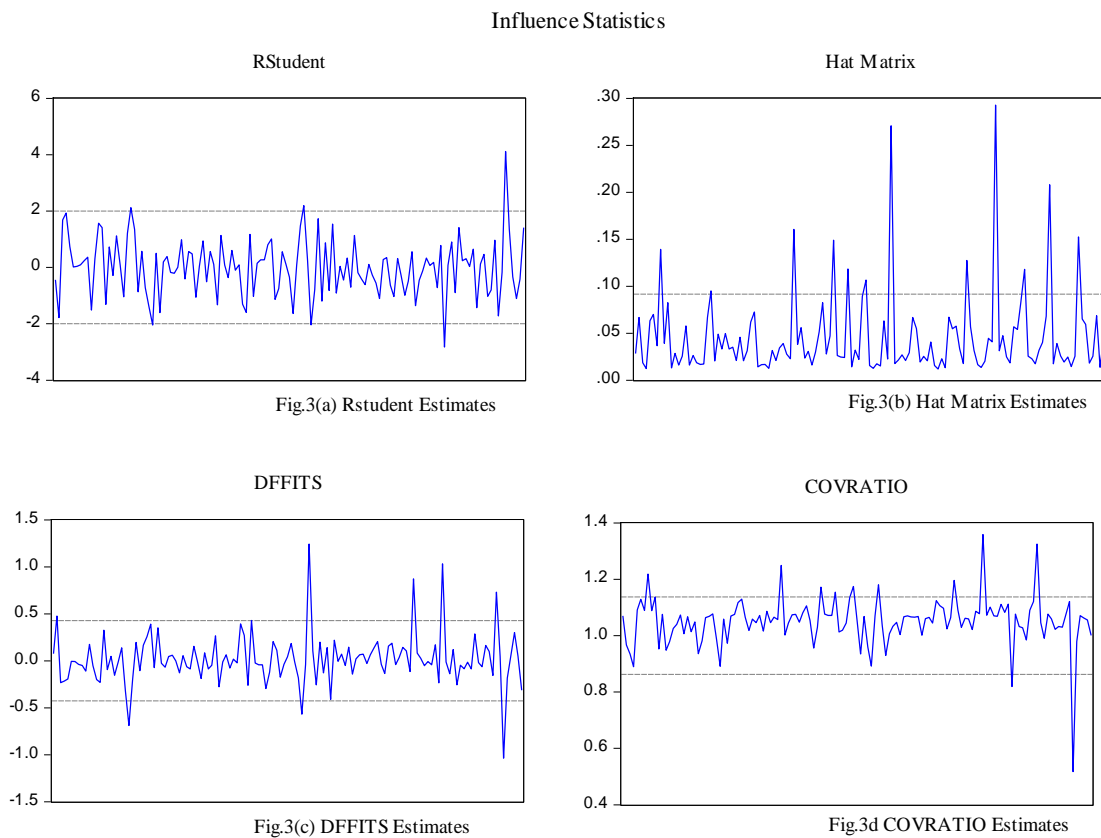 Influence Statistics
RStudent
6
4
2
0
-2
-4
Fig.3(a) Rstudent Estimates
Hat Matrix
.30
.25
.20
.15
.10
.05
.00
Fig.3(b) Hat Matrix Estimates
DFFITS
1.5
1.0
0.5
0.0
-0.5
-1.0
-1.5
Fig.3(c) DFFITS Estimates
COVRATIO
1.4
1.2
1.0
0.8
0.6
0.4
Fig.3d COVRATIO Estimates